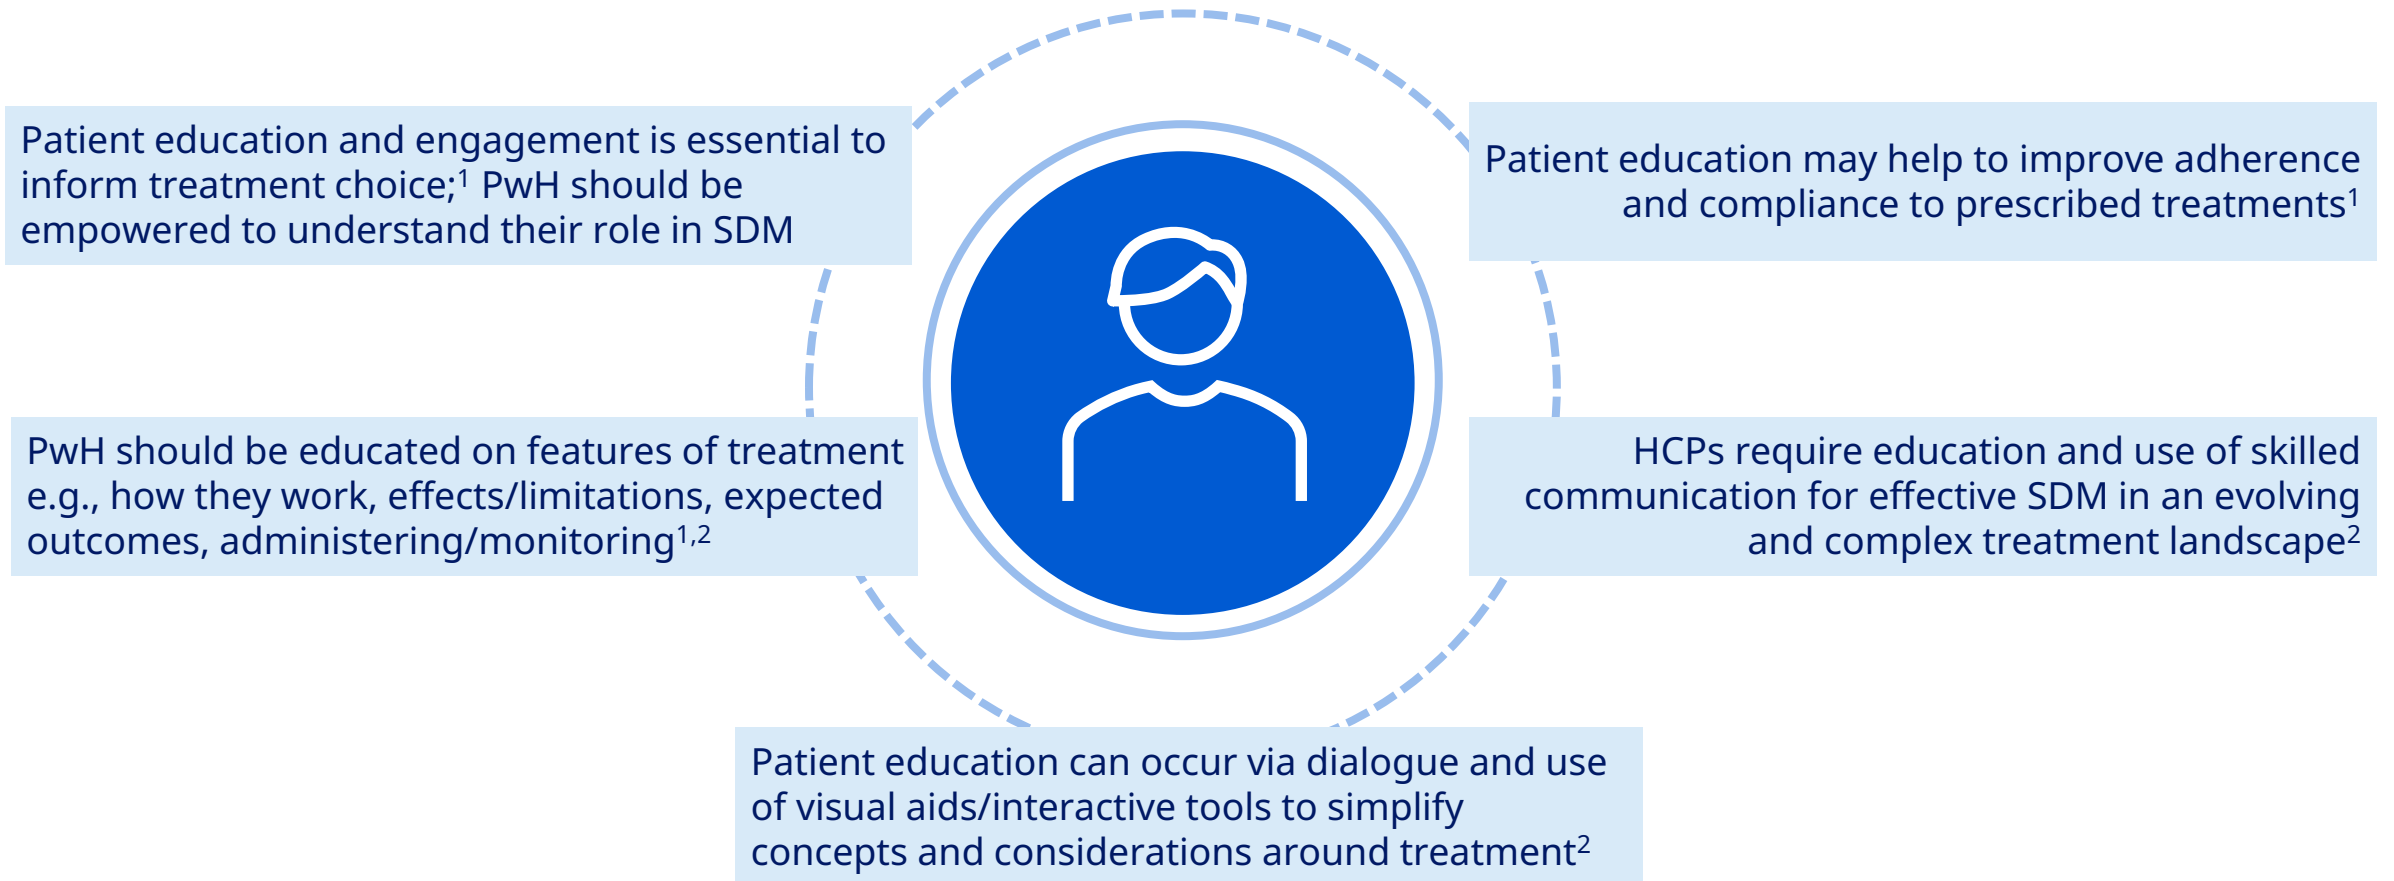 Patient education and engagement is essential to
inform treatment choice;¹ PwH should be
empowered to understand their role in SDM
Patient education may help to improve adherence
and compliance to prescribed treatments¹
PwH should be educated on features of treatment
e.g., how they work, effects/limitations, expected
outcomes, administering/monitoring¹,²
HCPs require education and use of skilled
communication for effective SDM in an evolving
and complex treatment landscape²
Patient education can occur via dialogue and use
of visual aids/interactive tools to simplify
concepts and considerations around treatment²